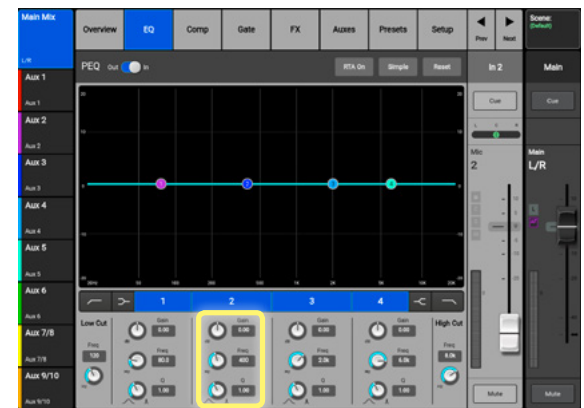 Main Mix
L/R
Aux 1
Aux 1
Aux 2
Aux 2
Aux 3
Aux 3
Aux 4
Aux 4
Aux 5
Aux 5
Aux 6
Aux 6
Aux 7/8
Aux 7/8
Aux 9/10
Aux 9/10
Overview EQ Comp Gate FX Auxes Presets Setup
Prev Next
Scene:
(Default)
PEQ Out In RTA On Simple Reset
In 2
Main
Cue
Cue
L C R
Mic
2
Main
L/R
1 2 3 4
1 2 3 4
Low Cut
Freq
120
Gain
0.00
Freq
80.0
Q
1.00
Gain
0.00
Freq
400
Q
1.00
Gain
0.00
Freq
2.0k
Q
1.00
Gain
0.00
Freq
6.0k
Q
1.00
High Cut
Freq
8.0k
Mute
Mute